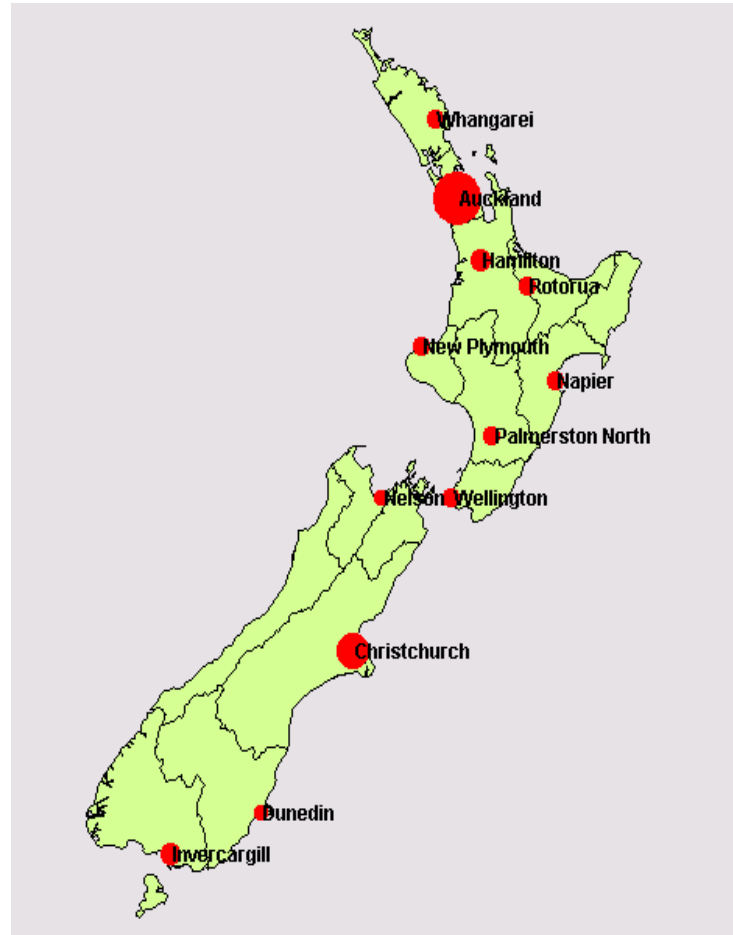 Whangarei
Auckland
Hamilton
Rotorua
New Plymouth
Napier
Palmerston North
Nelson
Wellington
Christchurch
Dunedin
Invercargill